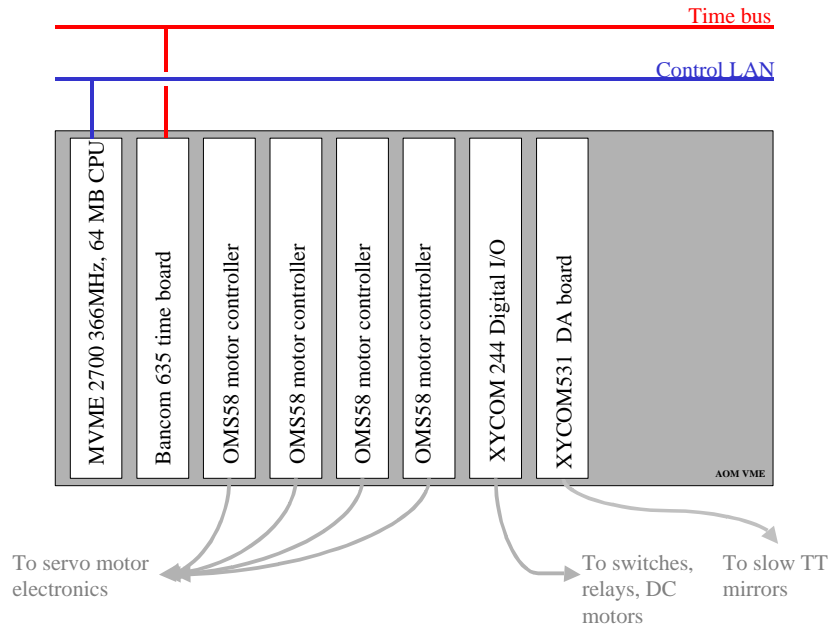 Time bus
Control LAN
MVME 2700 366MHz, 64 MB CPU
Bancom 635 time board
OMS58 motor controller
OMS58 motor controller
OMS58 motor controller
OMS58 motor controller
XYCOM 244 Digital I/O
XYCOM531 DA board
AOM VME
To servo motor
electronics
To switches,
relays, DC
motors
To slow TT
mirrors